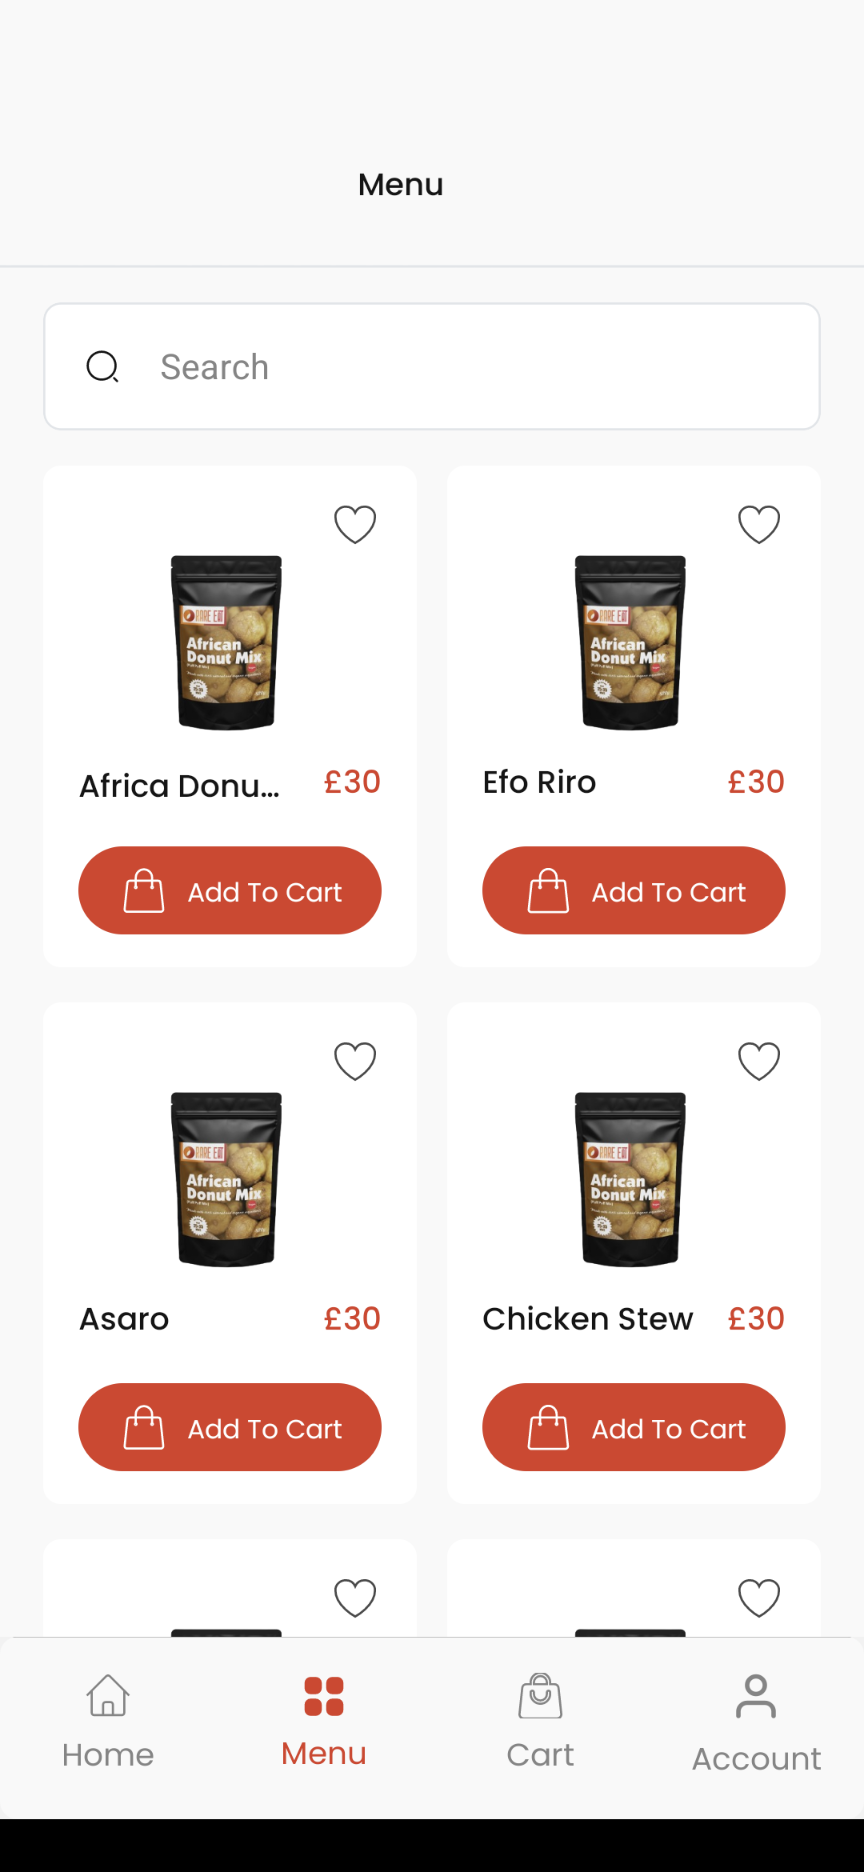 Menu
Search
RARE EAT
African
Donut Mix
Africa Donu...
£30
Add To Cart
RARE EAT
African
Donut Mix
Efo Riro
£30
Add To Cart
RARE EAT
African
Donut Mix
Asaro
£30
Add To Cart
RARE EAT
African
Donut Mix
Chicken Stew
£30
Add To Cart
Home
Menu
Cart
Account